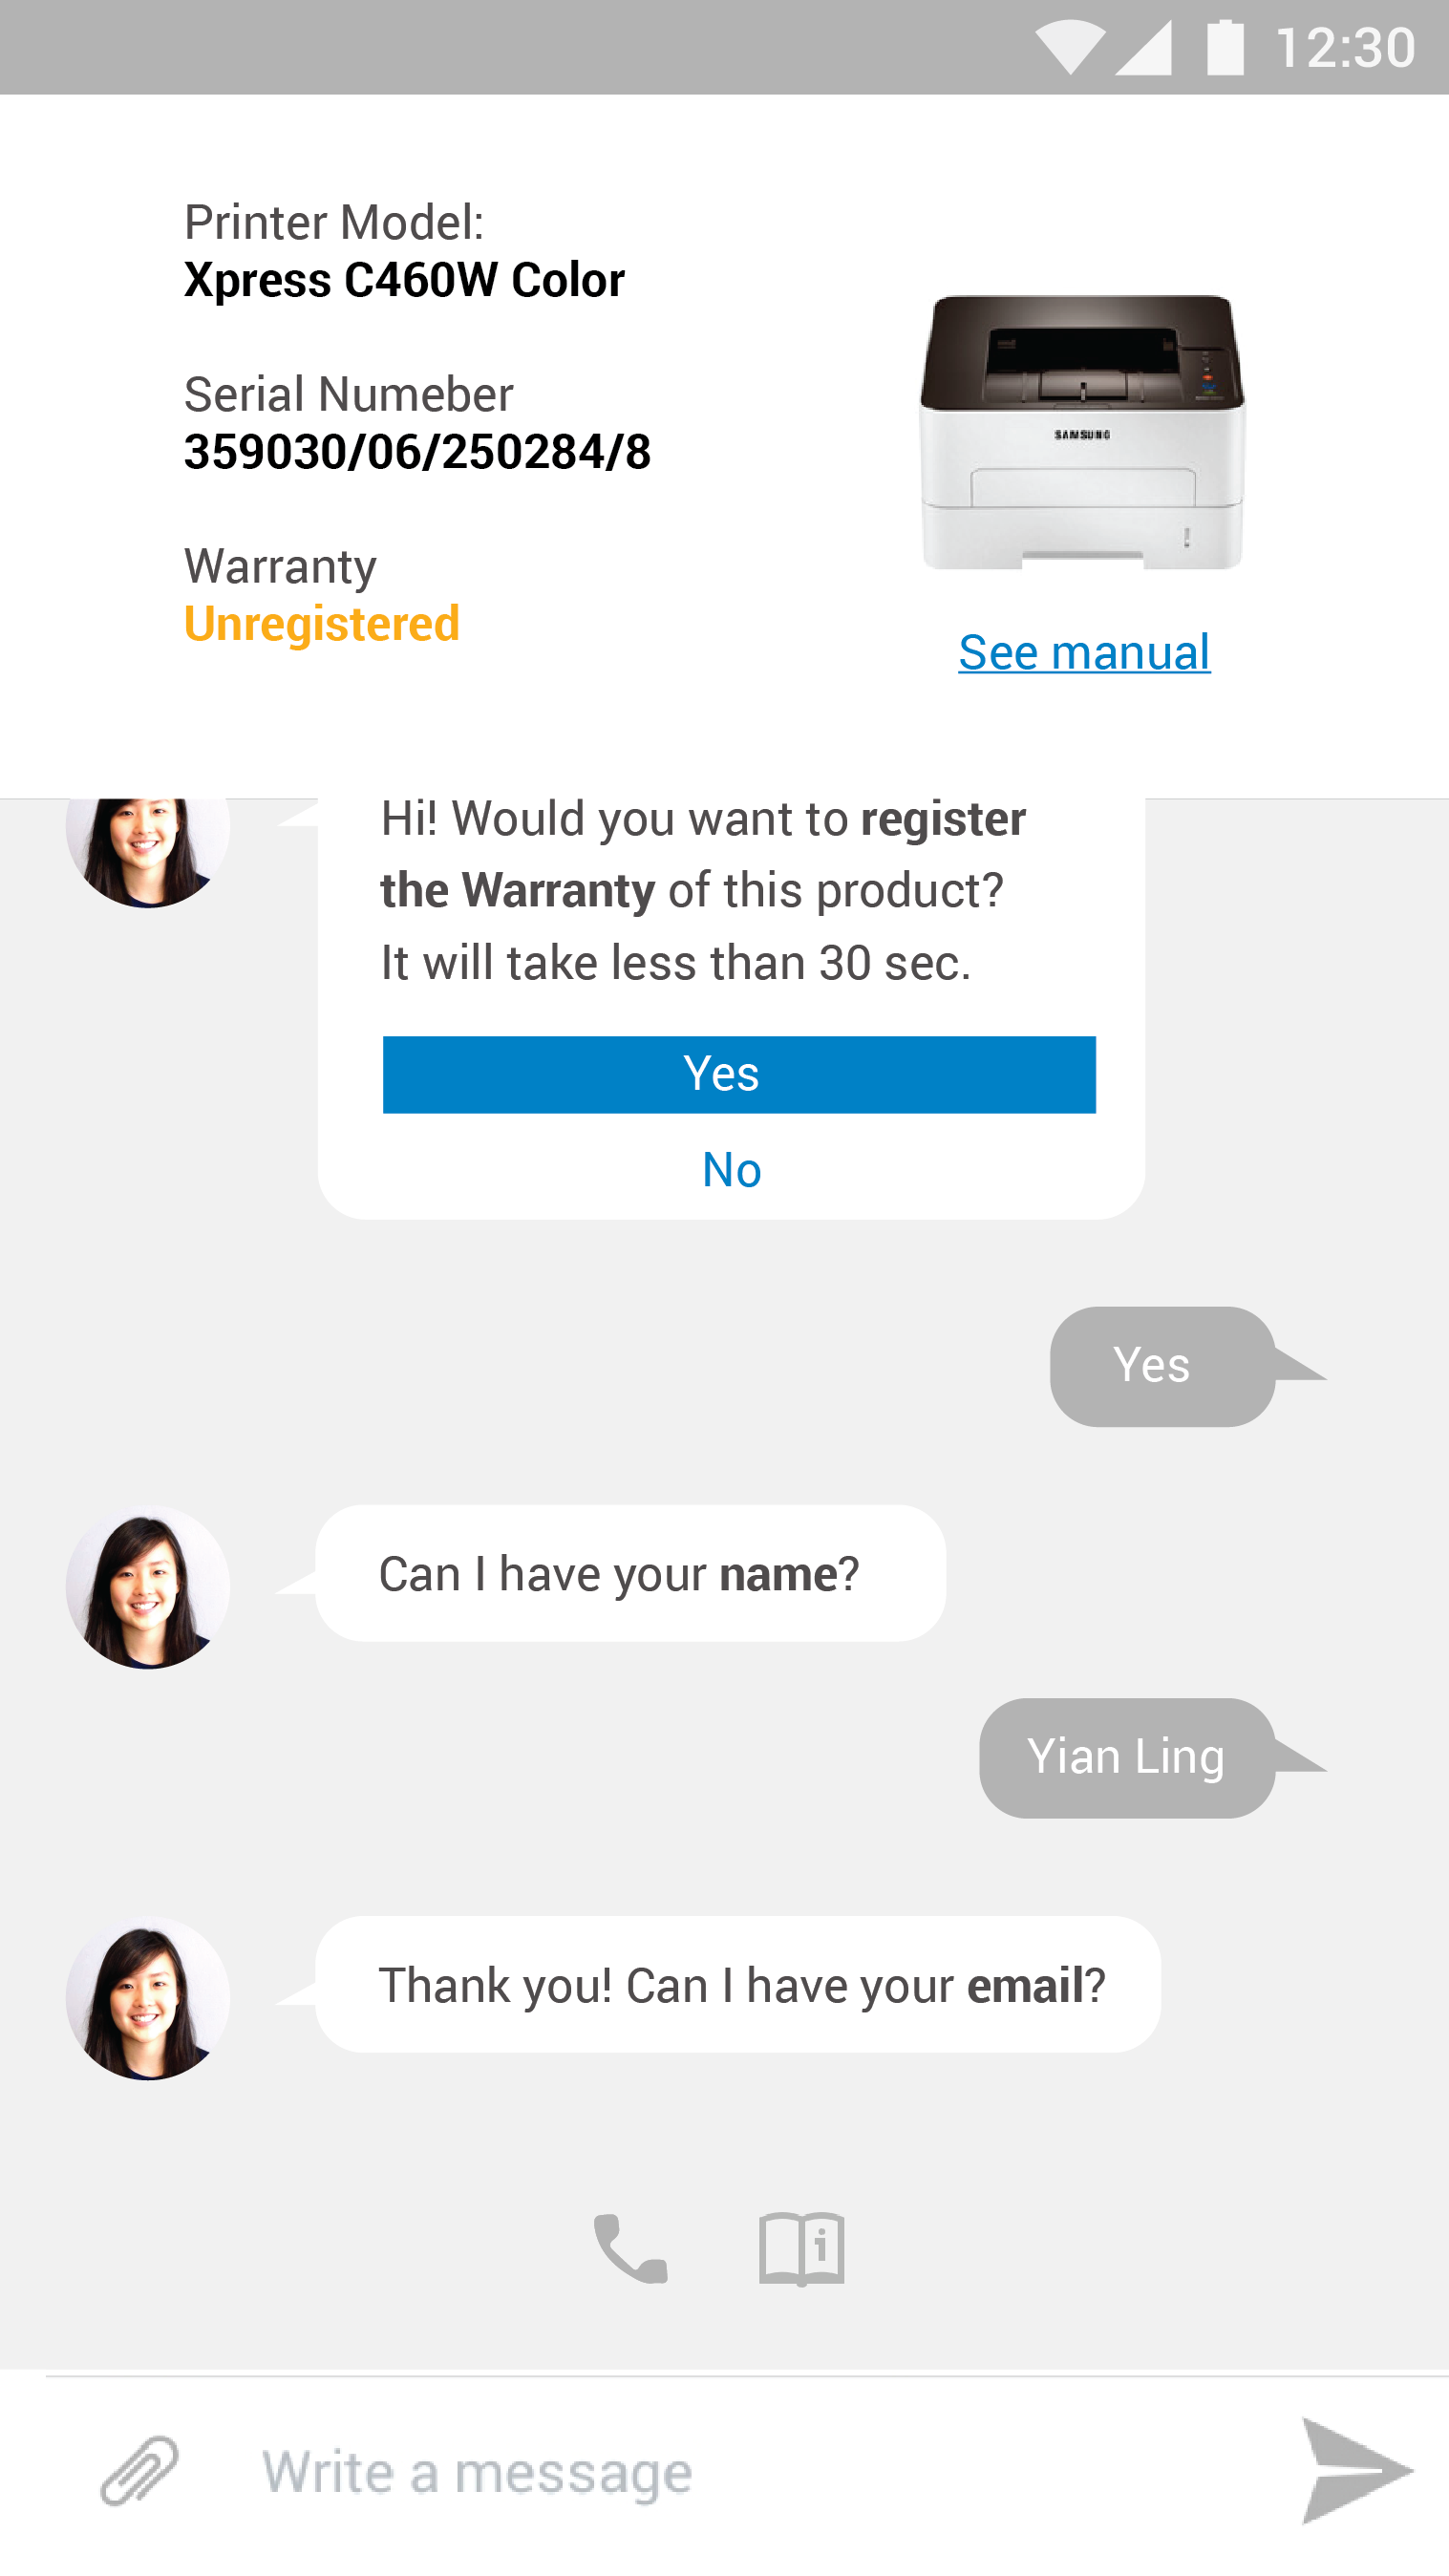 12:30
Printer Model:
Xpress C460W Color
Serial Numeber
359030/06/250284/8
Warranty
Unregistered
SAMSUNG
See manual
Hi! Would you want to register
the Warranty of this product?
It will take less than 30 sec.
Yes
No
Yes
Can I have your name?
Yian Ling
Thank you! Can I have your email?
Write a message